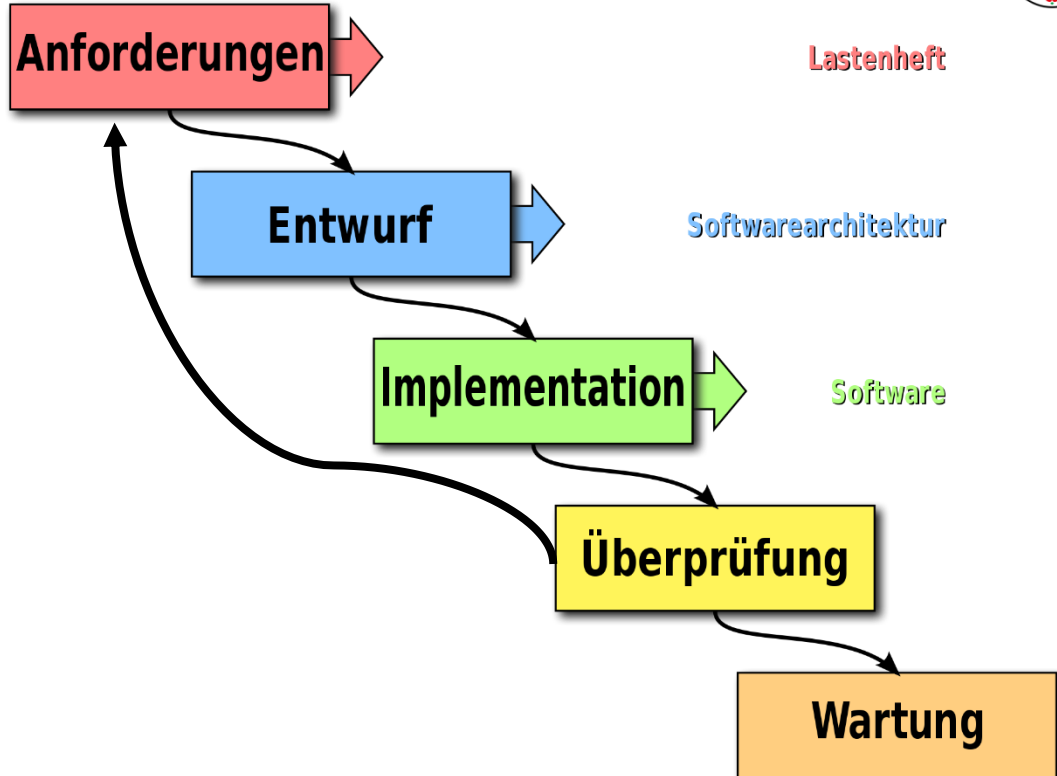 Anforderungen
Lastenheft
Entwurf
Softwarearchitektur
Implementation
Software
Überprüfung
Wartung